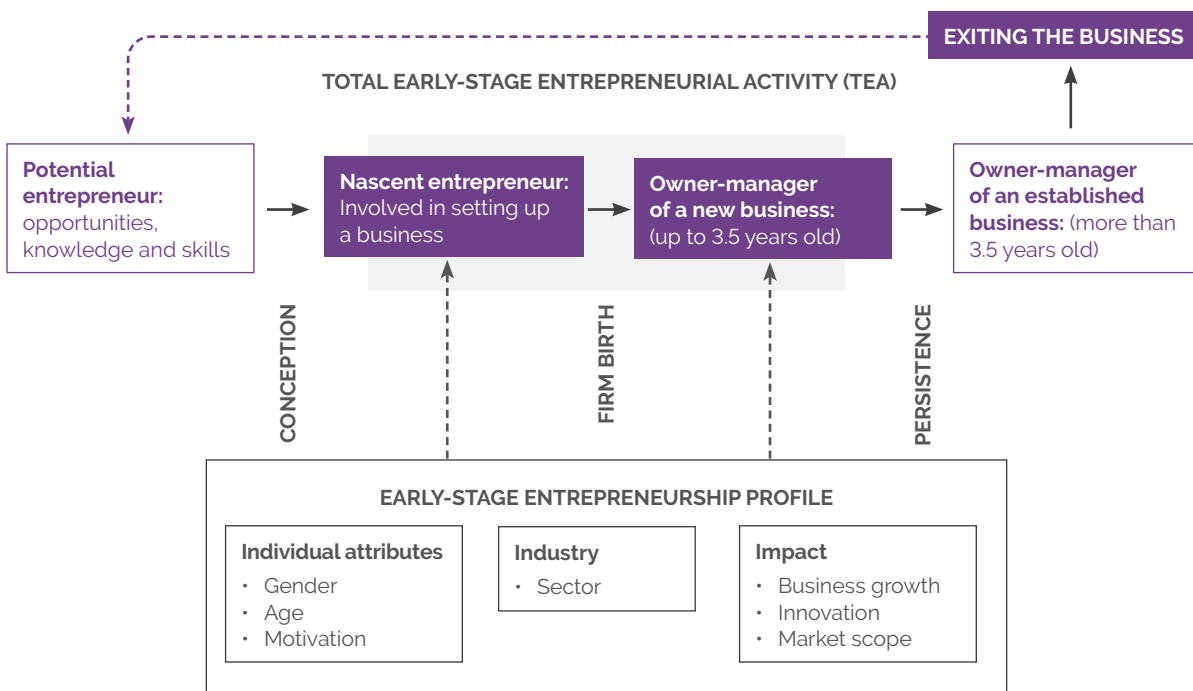 EXITING THE BUSINESS
TOTAL EARLY-STAGE ENTREPRENEURIAL ACTIVITY (TEA)
Potential
entrepreneur:
opportunities,
knowledge and skills
Nascent entrepreneur:
Involved in setting up
a business
Owner-manager
of a new business:
(up to 3.5 years old)
Owner-manager
of an established
business: (more than
3.5 years old)
CONCEPTION
FIRM BIRTH
PERSISTENCE
EARLY-STAGE ENTREPRENEURSHIP PROFILE
Individual attributes
• Gender
• Age
• Motivation
Industry
• Sector
Impact
• Business growth
• Innovation
• Market scope